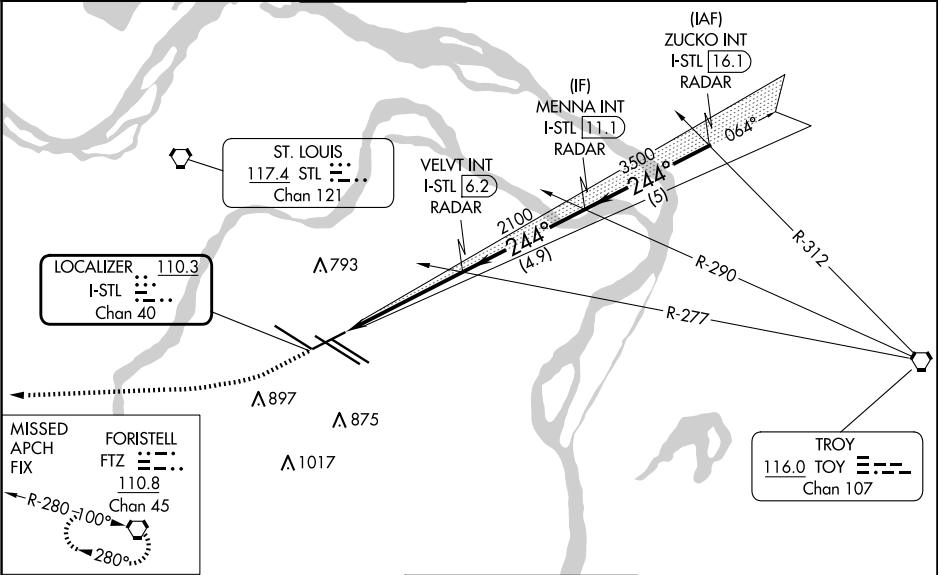 (IAF)
ZUCKO INT
I-STL 16.1
RADAR
(IF)
MENNA INT
I-STL 11.1
RADAR
064°
3500
244°
(5)
ST. LOUIS
117.4 STL
Chan 121
VELVT INT
I-STL 6.2
RADAR
2100
244°
(4.9)
R-312
R-290
R-277
LOCALIZER 110.3
I-STL
Chan 40
793
897
875
1017
MISSED
APCH
FIX
FORISTELL
FTZ
110.8
Chan 45
R-280
100°
280°
TROY
116.0 TOY
Chan 107